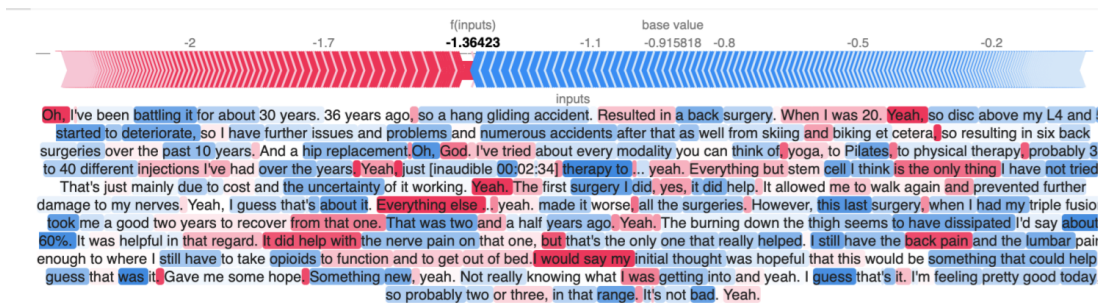 f(inputs) base value
-2 -1.7 -1.36423 -1.1 -0.915818 -0.8 -0.5 -0.2
inputs
Oh, I've been battling it for about 30 years. 36 years ago, so a hang gliding accident. Resulted in a back surgery. When I was 20. Yeah, so disc above my L4 and
started to deteriorate, so I have further issues and problems and numerous accidents after that as well from skiing and biking et cetera, so resulting in six back
surgeries over the past 10 years. And a hip replacement. Oh, God. I've tried about every modality you can think of, yoga, to Pilates, to physical therapy, probably 3
to 40 different injections I've had over the years. Yeah, just [inaudible 00:02:34] therapy to ... yeah. Everything but stem cell I think is the only thing I have not tried
That's just mainly due to cost and the uncertainty of it working. Yeah. The first surgery I did, yes, it did help. It allowed me to walk again and prevented further
damage to my nerves. Yeah, I guess that's about it. Everything else ... yeah. made it worse, all the surgeries. However, this last surgery, when I had my triple fusio
took me a good two years to recover from that one. That was two and a half years ago. Yeah. The burning down the thigh seems to have dissipated I'd say about
60%. It was helpful in that regard. It did help with the nerve pain on that one, but that's the only one that really helped. I still have the back pain and the lumbar pai
enough to where I still have to take opioids to function and to get out of bed. I would say my initial thought was hopeful that this would be something that could help
guess that was it. Gave me some hope. Something new, yeah. Not really knowing what I was getting into and yeah. I guess that's it. I'm feeling pretty good today
so probably two or three, in that range. It's not bad. Yeah.